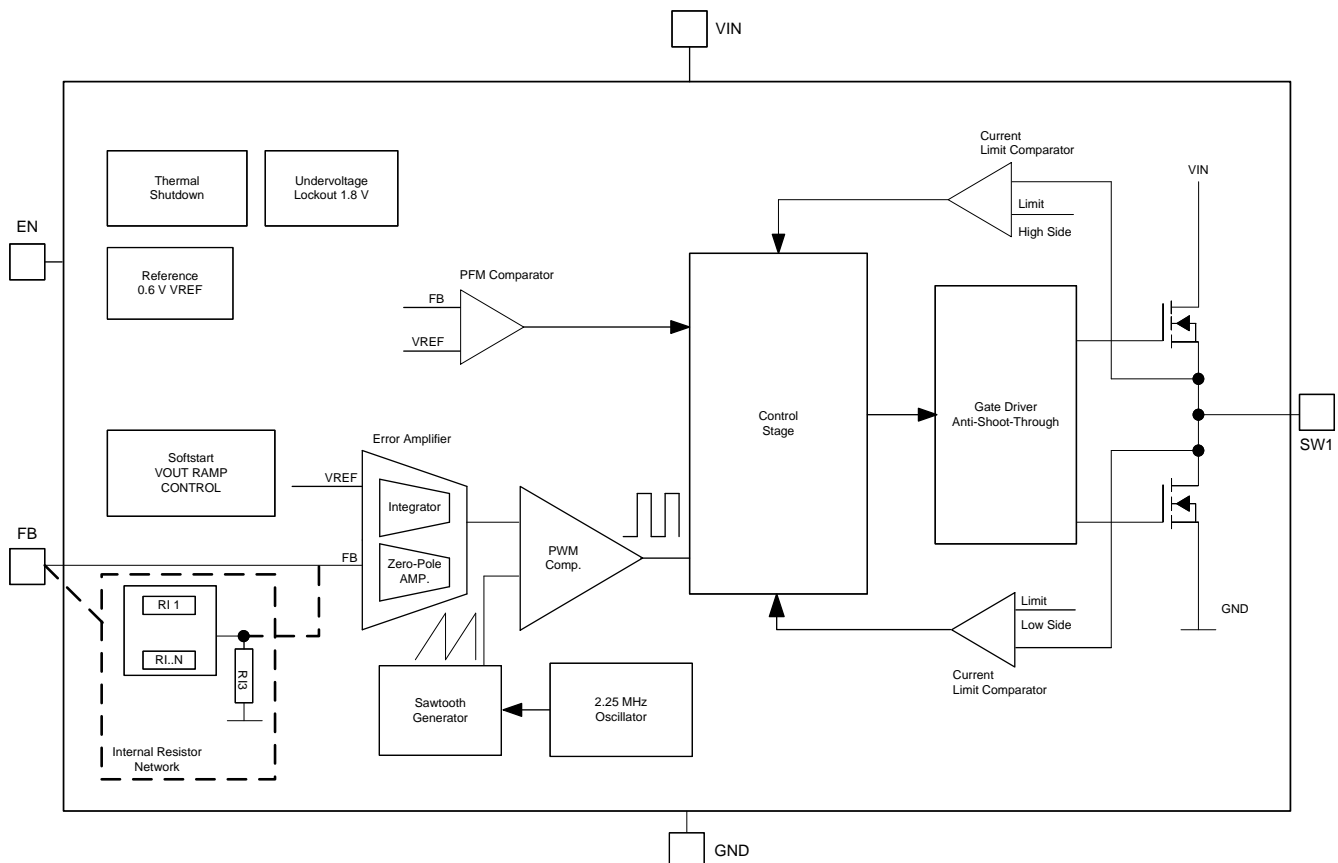 VIN
Current
Limit Comparator
Thermal
Shutdown
Undervoltage
Lockout 1.8 V
VIN
Limit
High Side
EN
Reference
0.6 V VREF
PFM Comparator
FB
VREF
Control
Stage
Gate Driver
Anti-Shoot-Through
SW1
Softstart
VOUT RAMP
CONTROL
Error Amplifier
VREF
Integrator
FB
FB
Zero-Pole
AMP.
PWM
Comp.
RI 1
RI..N
RI3
Limit
Low Side
GND
Current
Limit Comparator
Sawtooth
Generator
2.25 MHz
Oscillator
Internal Resistor
Network
GND